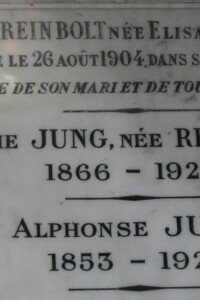 REINBOLT NÉE ELISA
LE 26 AOÛT 1904, DANS S
E DE SON MARI ET DE TOU
IE JUNG, NÉE RE
1866 - 192
ALPHONSE JU
1853 - 192